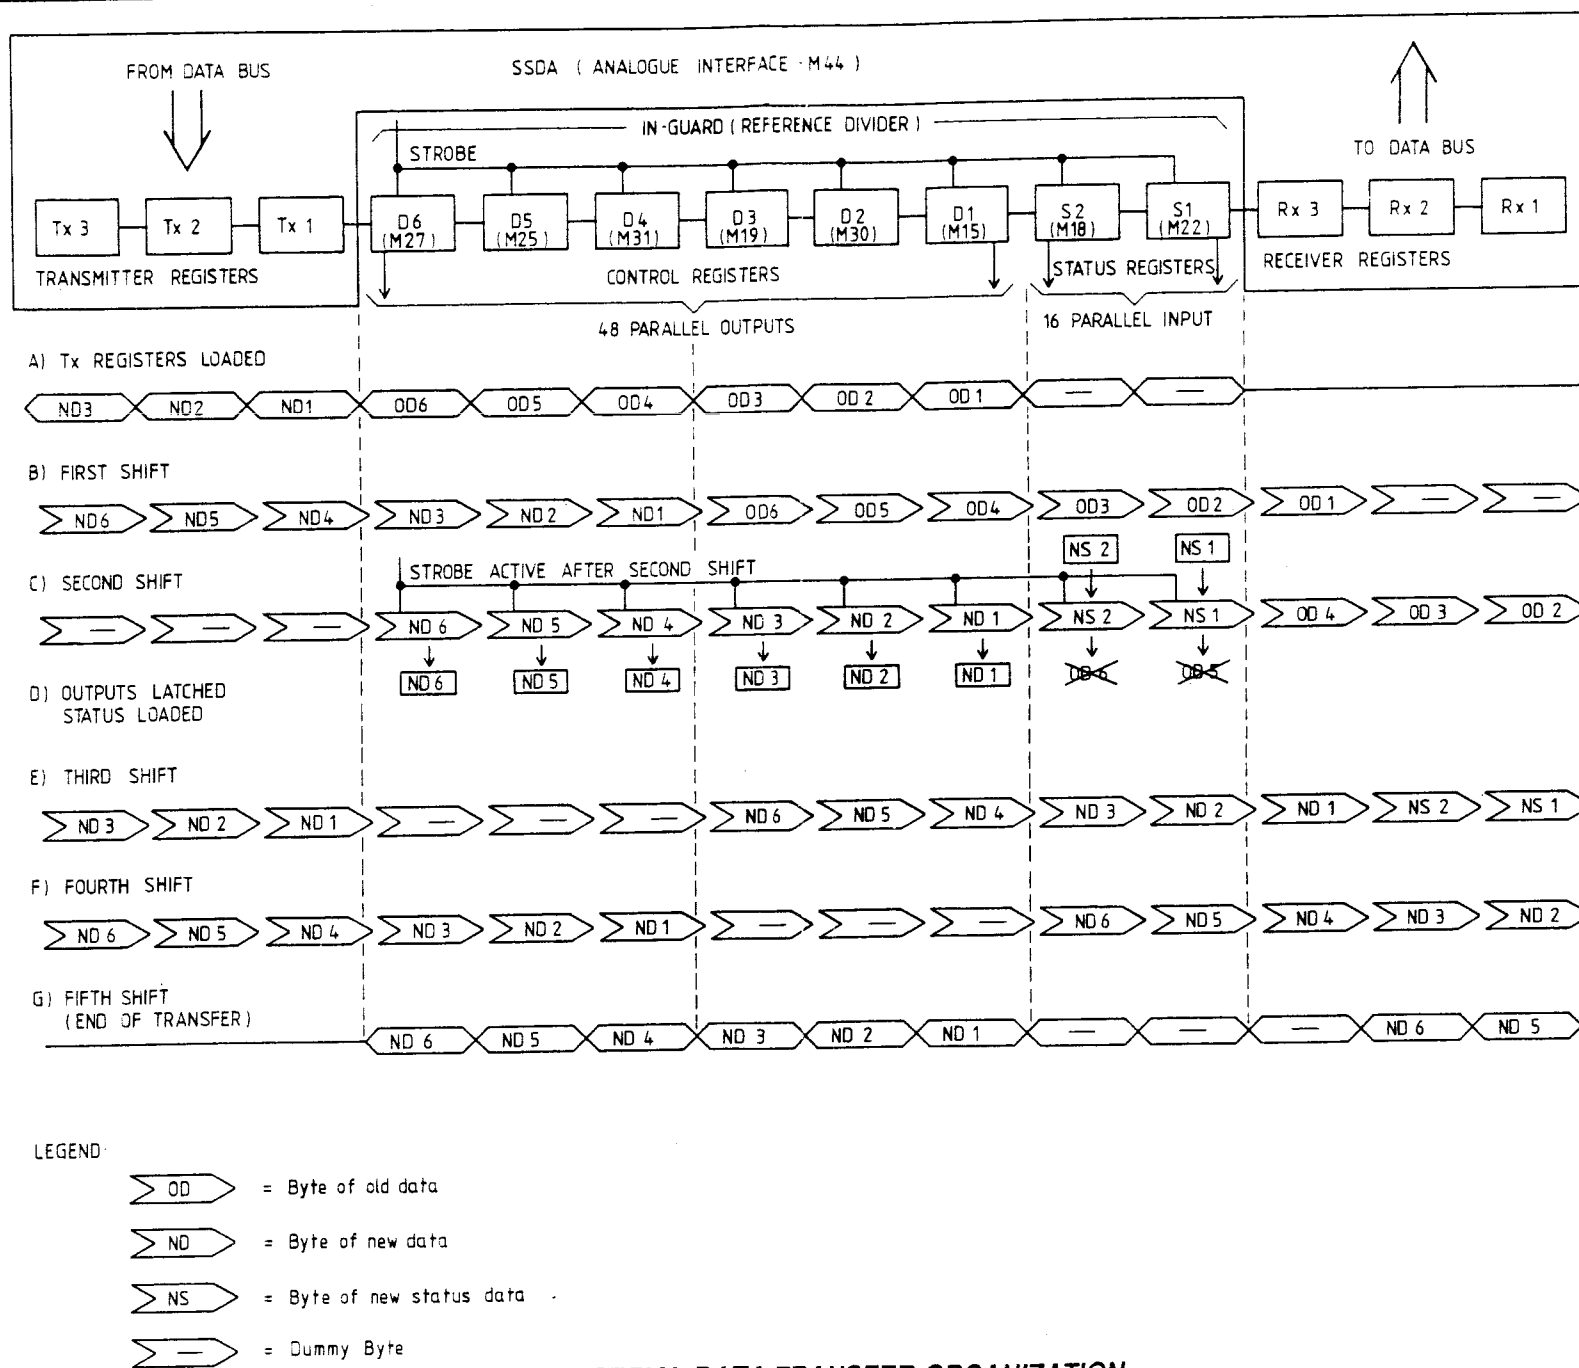 FROM DATA BUS
SSDA ( ANALOGUE INTERFACE - M44 )
IN-GUARD ( REFERENCE DIVIDER )
STROBE
TO DATA BUS
Tx 3 Tx 2 Tx 1 D6 (M27) D5 (M25) D4 (M31) D3 (M19) D2 (M30) D1 (M15) S2 (M18) S1 (M22) Rx 3 Rx 2 Rx 1
TRANSMITTER REGISTERS CONTROL REGISTERS STATUS REGISTERS RECEIVER REGISTERS
48 PARALLEL OUTPUTS 16 PARALLEL INPUT
A) Tx REGISTERS LOADED
ND3 ND2 ND1 OD6 OD5 OD4 OD3 OD2 OD1 — —
B) FIRST SHIFT
ND6 ND5 ND4 ND3 ND2 ND1 OD6 OD5 OD4 OD3 OD2 OD1 — —
NS 2 NS 1
C) SECOND SHIFT
STROBE ACTIVE AFTER SECOND SHIFT
— — — ND 6 ND 5 ND 4 ND 3 ND 2 ND 1 NS 2 NS 1 OD 4 OD 3 OD 2
ND 6 ND 5 ND 4 ND 3 ND 2 ND 1 OD 6 OD 5
D) OUTPUTS LATCHED
STATUS LOADED
E) THIRD SHIFT
ND 3 ND 2 ND 1 — — — ND 6 ND 5 ND 4 ND 3 ND 2 ND 1 NS 2 NS 1
F) FOURTH SHIFT
ND 6 ND 5 ND 4 ND 3 ND 2 ND 1 — — — ND 6 ND 5 ND 4 ND 3 ND 2
G) FIFTH SHIFT
(END OF TRANSFER)
ND 6 ND 5 ND 4 ND 3 ND 2 ND 1 — — — ND 6 ND 5
LEGEND
OD = Byte of old data
ND = Byte of new data
NS = Byte of new status data
— = Dummy Byte
DATA TRANSFER ORGANIZATION